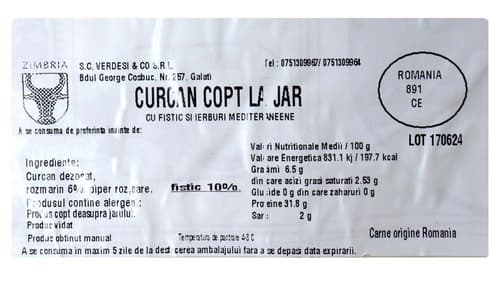 ZIMBRIA
S.C. VERDESI & CO S.R.L.
Bdul George Cosbuc, Nr. 257, Galati
Tel: 0751309967/ 0751309964
ROMANIA
891
CE
CURCAN COPT LA JAR
CU FISTIC SI IERBURI MEDITERANEENE
A se consuma de preferinta inainte de:
LOT 170624
Ingrediente:
Curcan dezosat,
rozmarin 6%, piper roz, sare. fistic 10%.
Produsul contine alergeni
Produs copt deasupra jarului.
Produs vidat
Produs obtinut manual
Valori Nutritionale Medii / 100 g
Valoare Energetica 831.1 kj / 197.7 kcal
Grasimi 6.5 g
din care acizi grasi saturati 2.53 g
Glucide 0 g din care zaharuri 0 g
Proteine 31.8 g
Sare 2 g
Temperatura de pastrare 4-8 C
Carne origine Romania
A se consuma in maxim 5 zile de la deschiderea ambalajului fara a se depasi data expirarii.